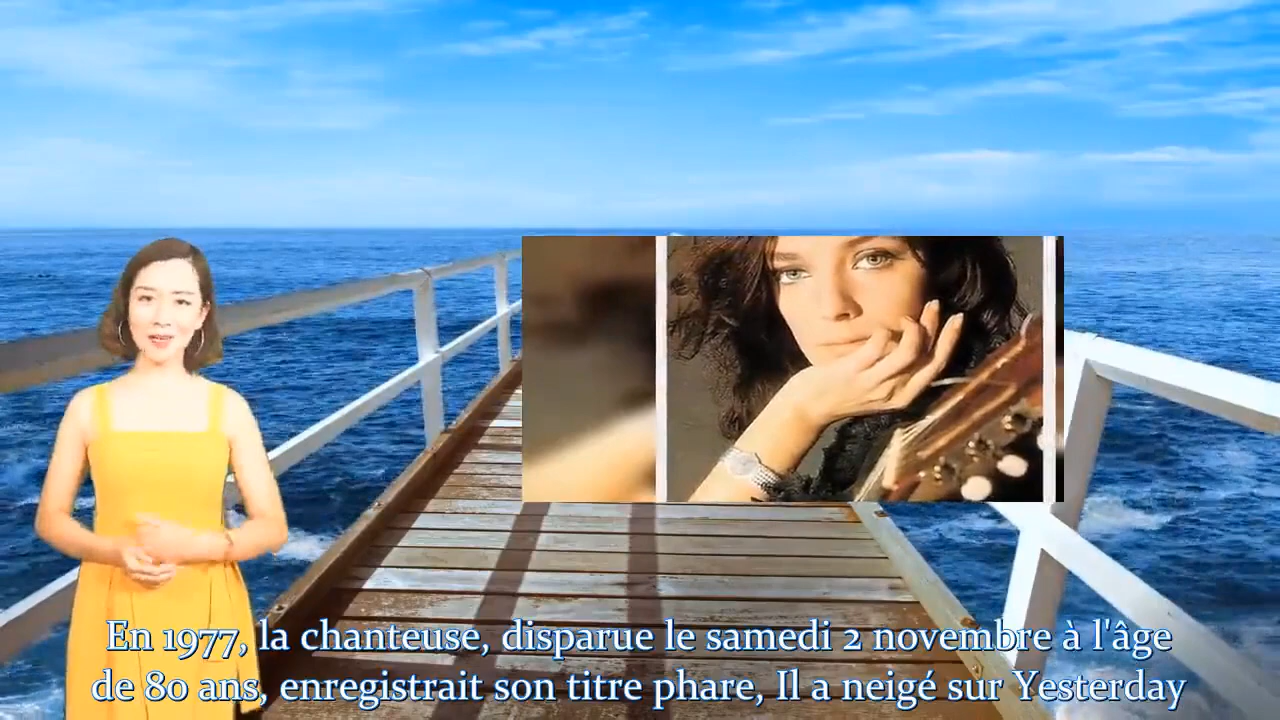 En 1977, la chanteuse, disparue le samedi 2 novembre à l'âge
de 80 ans, enregistrait son titre phare, Il a neigé sur Yesterday